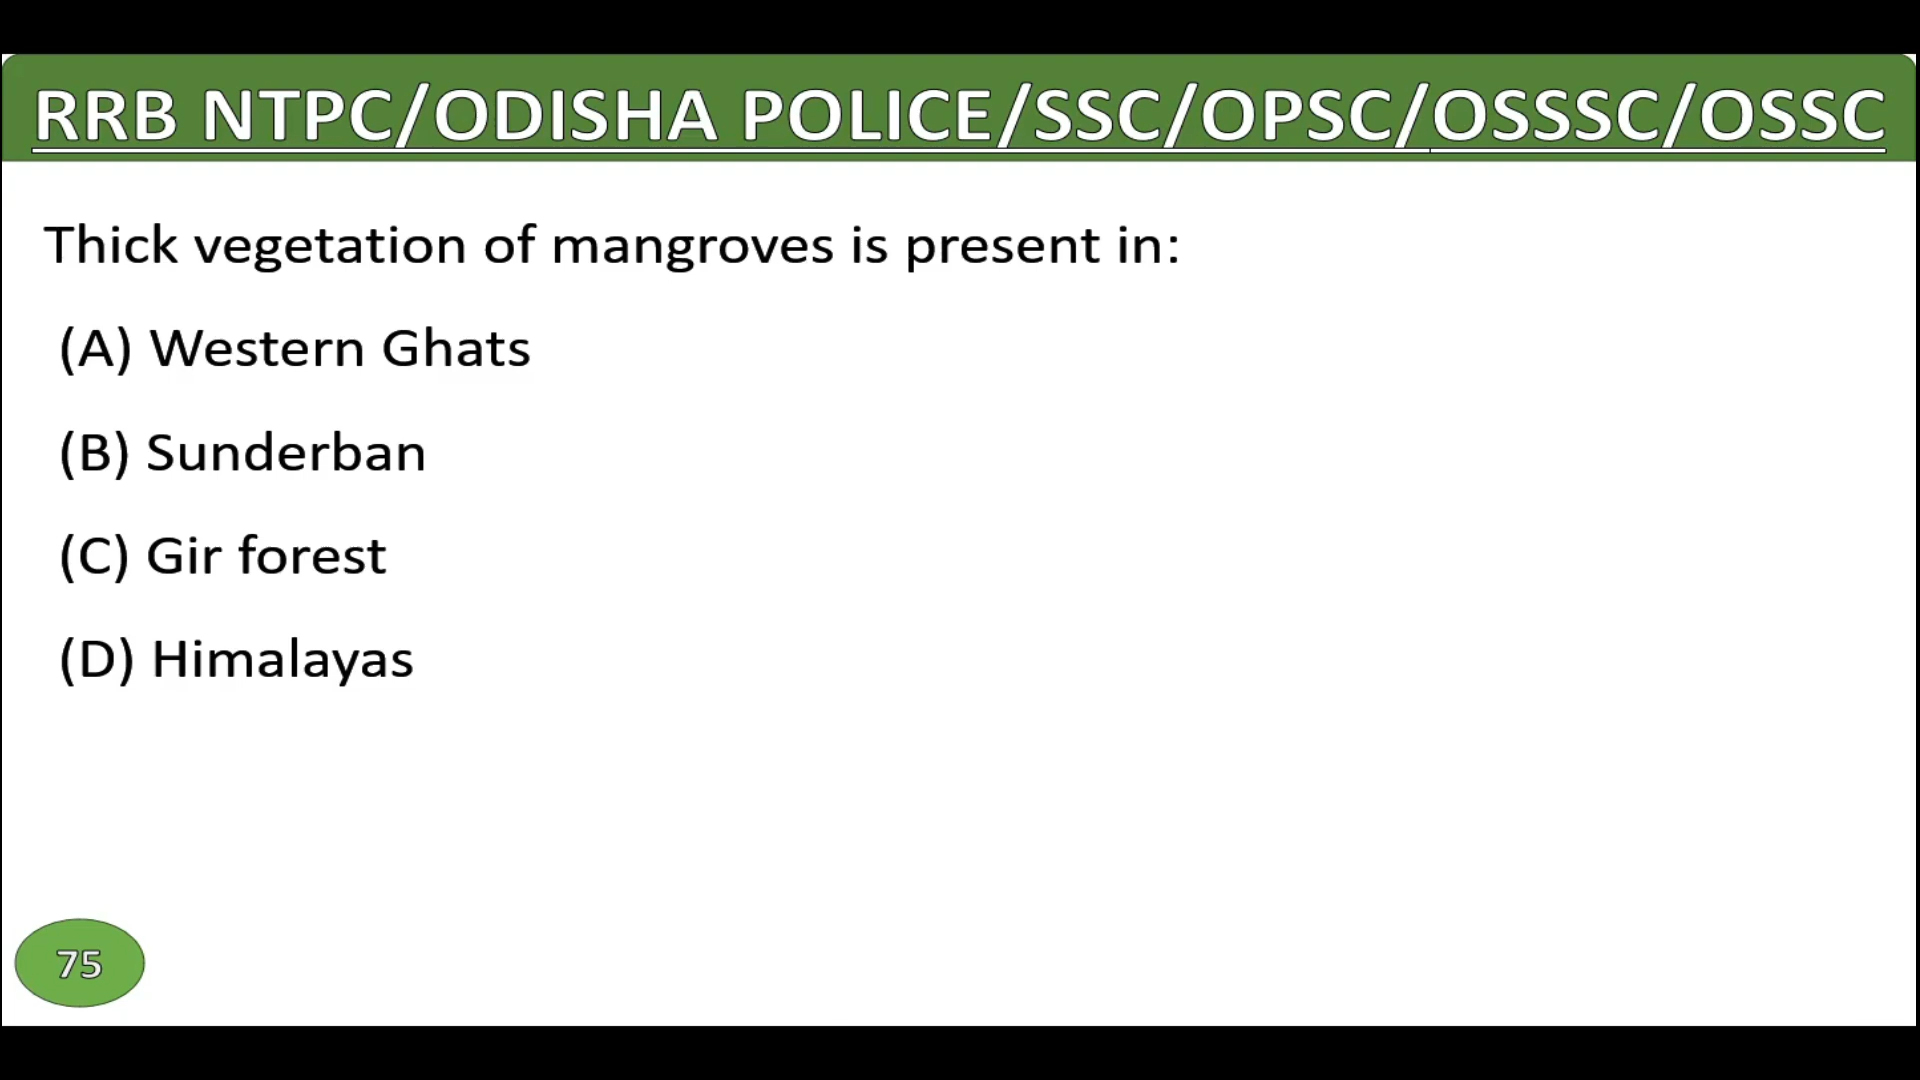 RRB NTPC/ODISHA POLICE/SSC/OPSC/OSSSC/OSSC
Thick vegetation of mangroves is present in:
(A) Western Ghats
(B) Sunderban
(C) Gir forest
(D) Himalayas
75